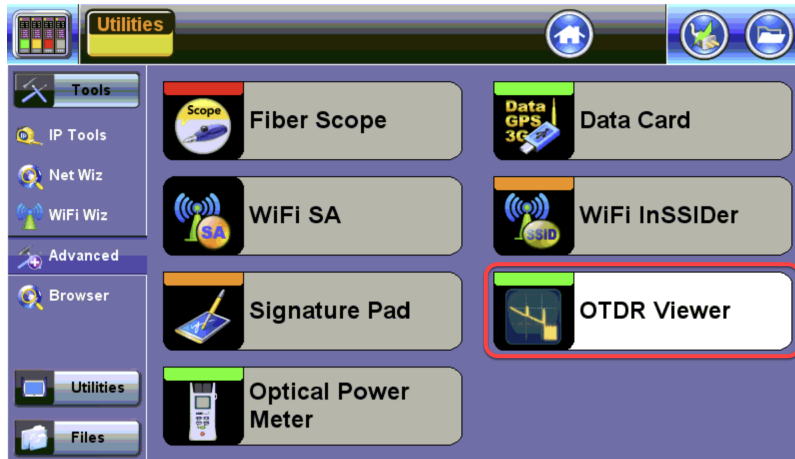 Utilities
Tools
IP Tools
Net Wiz
WiFi Wiz
Advanced
Browser
Utilities
Files
Scope
Fiber Scope
Data
GPS
3G
Data Card
SA
WiFi SA
SSID
WiFi InSSIDer
Signature Pad
OTDR Viewer
Optical Power
Meter